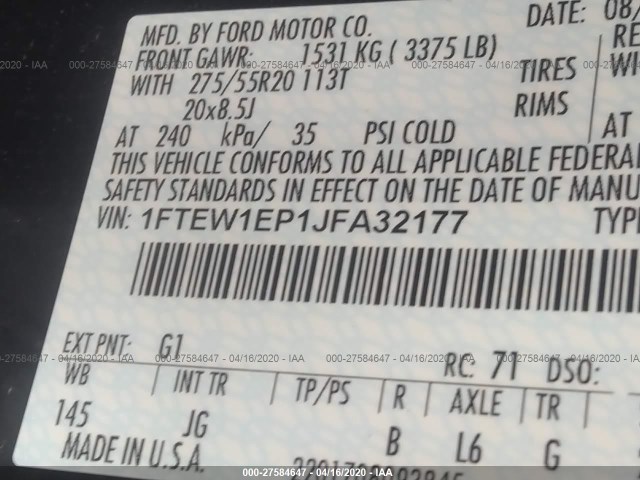 MFD. BY FORD MOTOR CO.
DATE: 08/
FRONT GAWR: 1531 KG ( 3375 LB)
WITH 275/55R20 113T TIRES
20x8.5J RIMS
AT 240 kPa/ 35 PSI COLD
AT
THIS VEHICLE CONFORMS TO ALL APPLICABLE FEDERA
SAFETY STANDARDS IN EFFECT ON THE DATE OF MANU
VIN: 1FTEW1EP1JFA32177 TYP
EXT PNT: G1 RC: 71 DSO:
WB INT TR TP/PS R AXLE TR
145 JG B L6 G
MADE IN U.S.A.
000-27584647 - 04/16/2020 - IAA